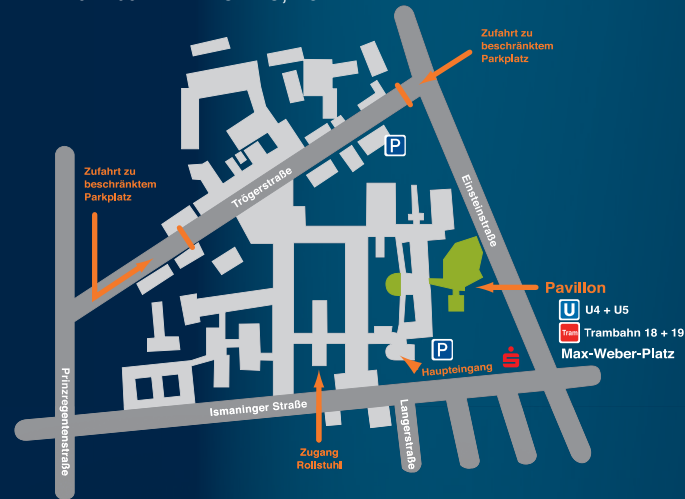 Zufahrt zu
beschränktem
Parkplatz
Zufahrt zu
beschränktem
Parkplatz
P
Trögerstraße
Einsteinstraße
Pavillon
U U4 + U5
Tram Trambahn 18 + 19
Max-Weber-Platz
P
Haupteingang
Prinzregentenstraße
Ismaninger Straße
Langerstraße
Zugang
Rollstuhl